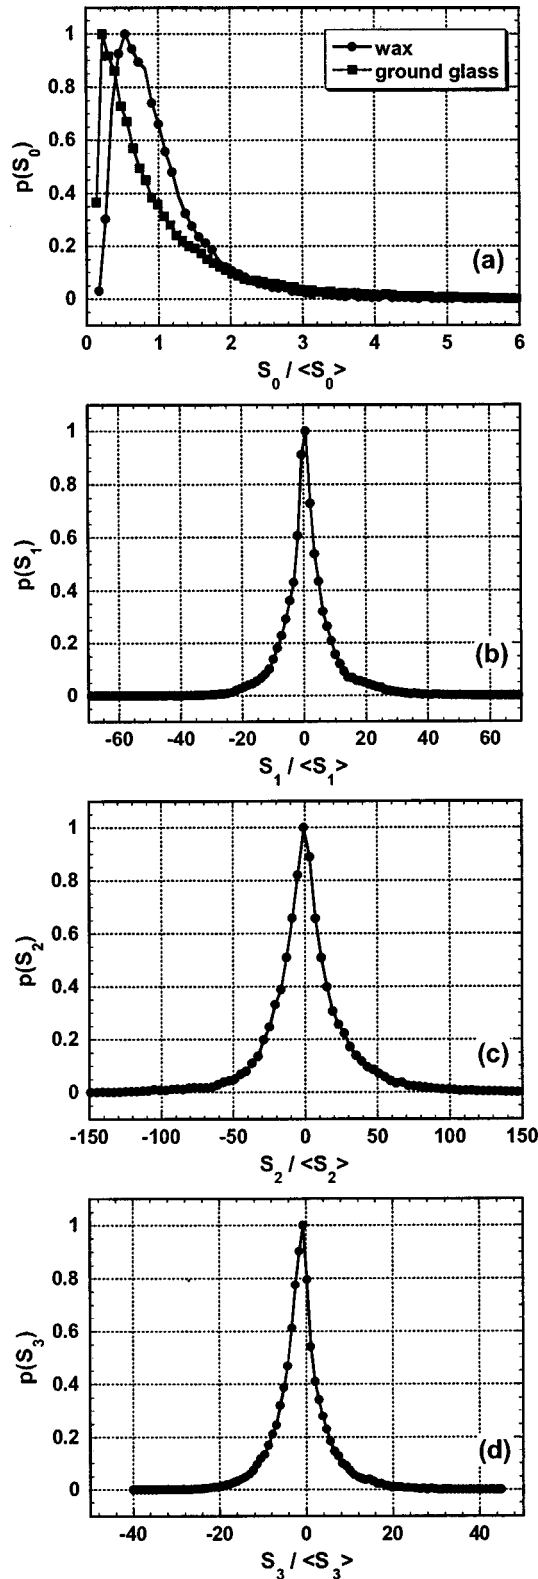 p(S0)
1
0.8
0.6
0.4
0.2
0
wax
ground glass
(a)
0 1 2 3 4 5 6
S0 / <S0>
p(S1)
1
0.8
0.6
0.4
0.2
0
(b)
-60 -40 -20 0 20 40 60
S1 / <S1>
p(S2)
1
0.8
0.6
0.4
0.2
0
(c)
-150 -100 -50 0 50 100 150
S2 / <S2>
p(S3)
1
0.8
0.6
0.4
0.2
0
(d)
-40 -20 0 20 40
S3 / <S3>